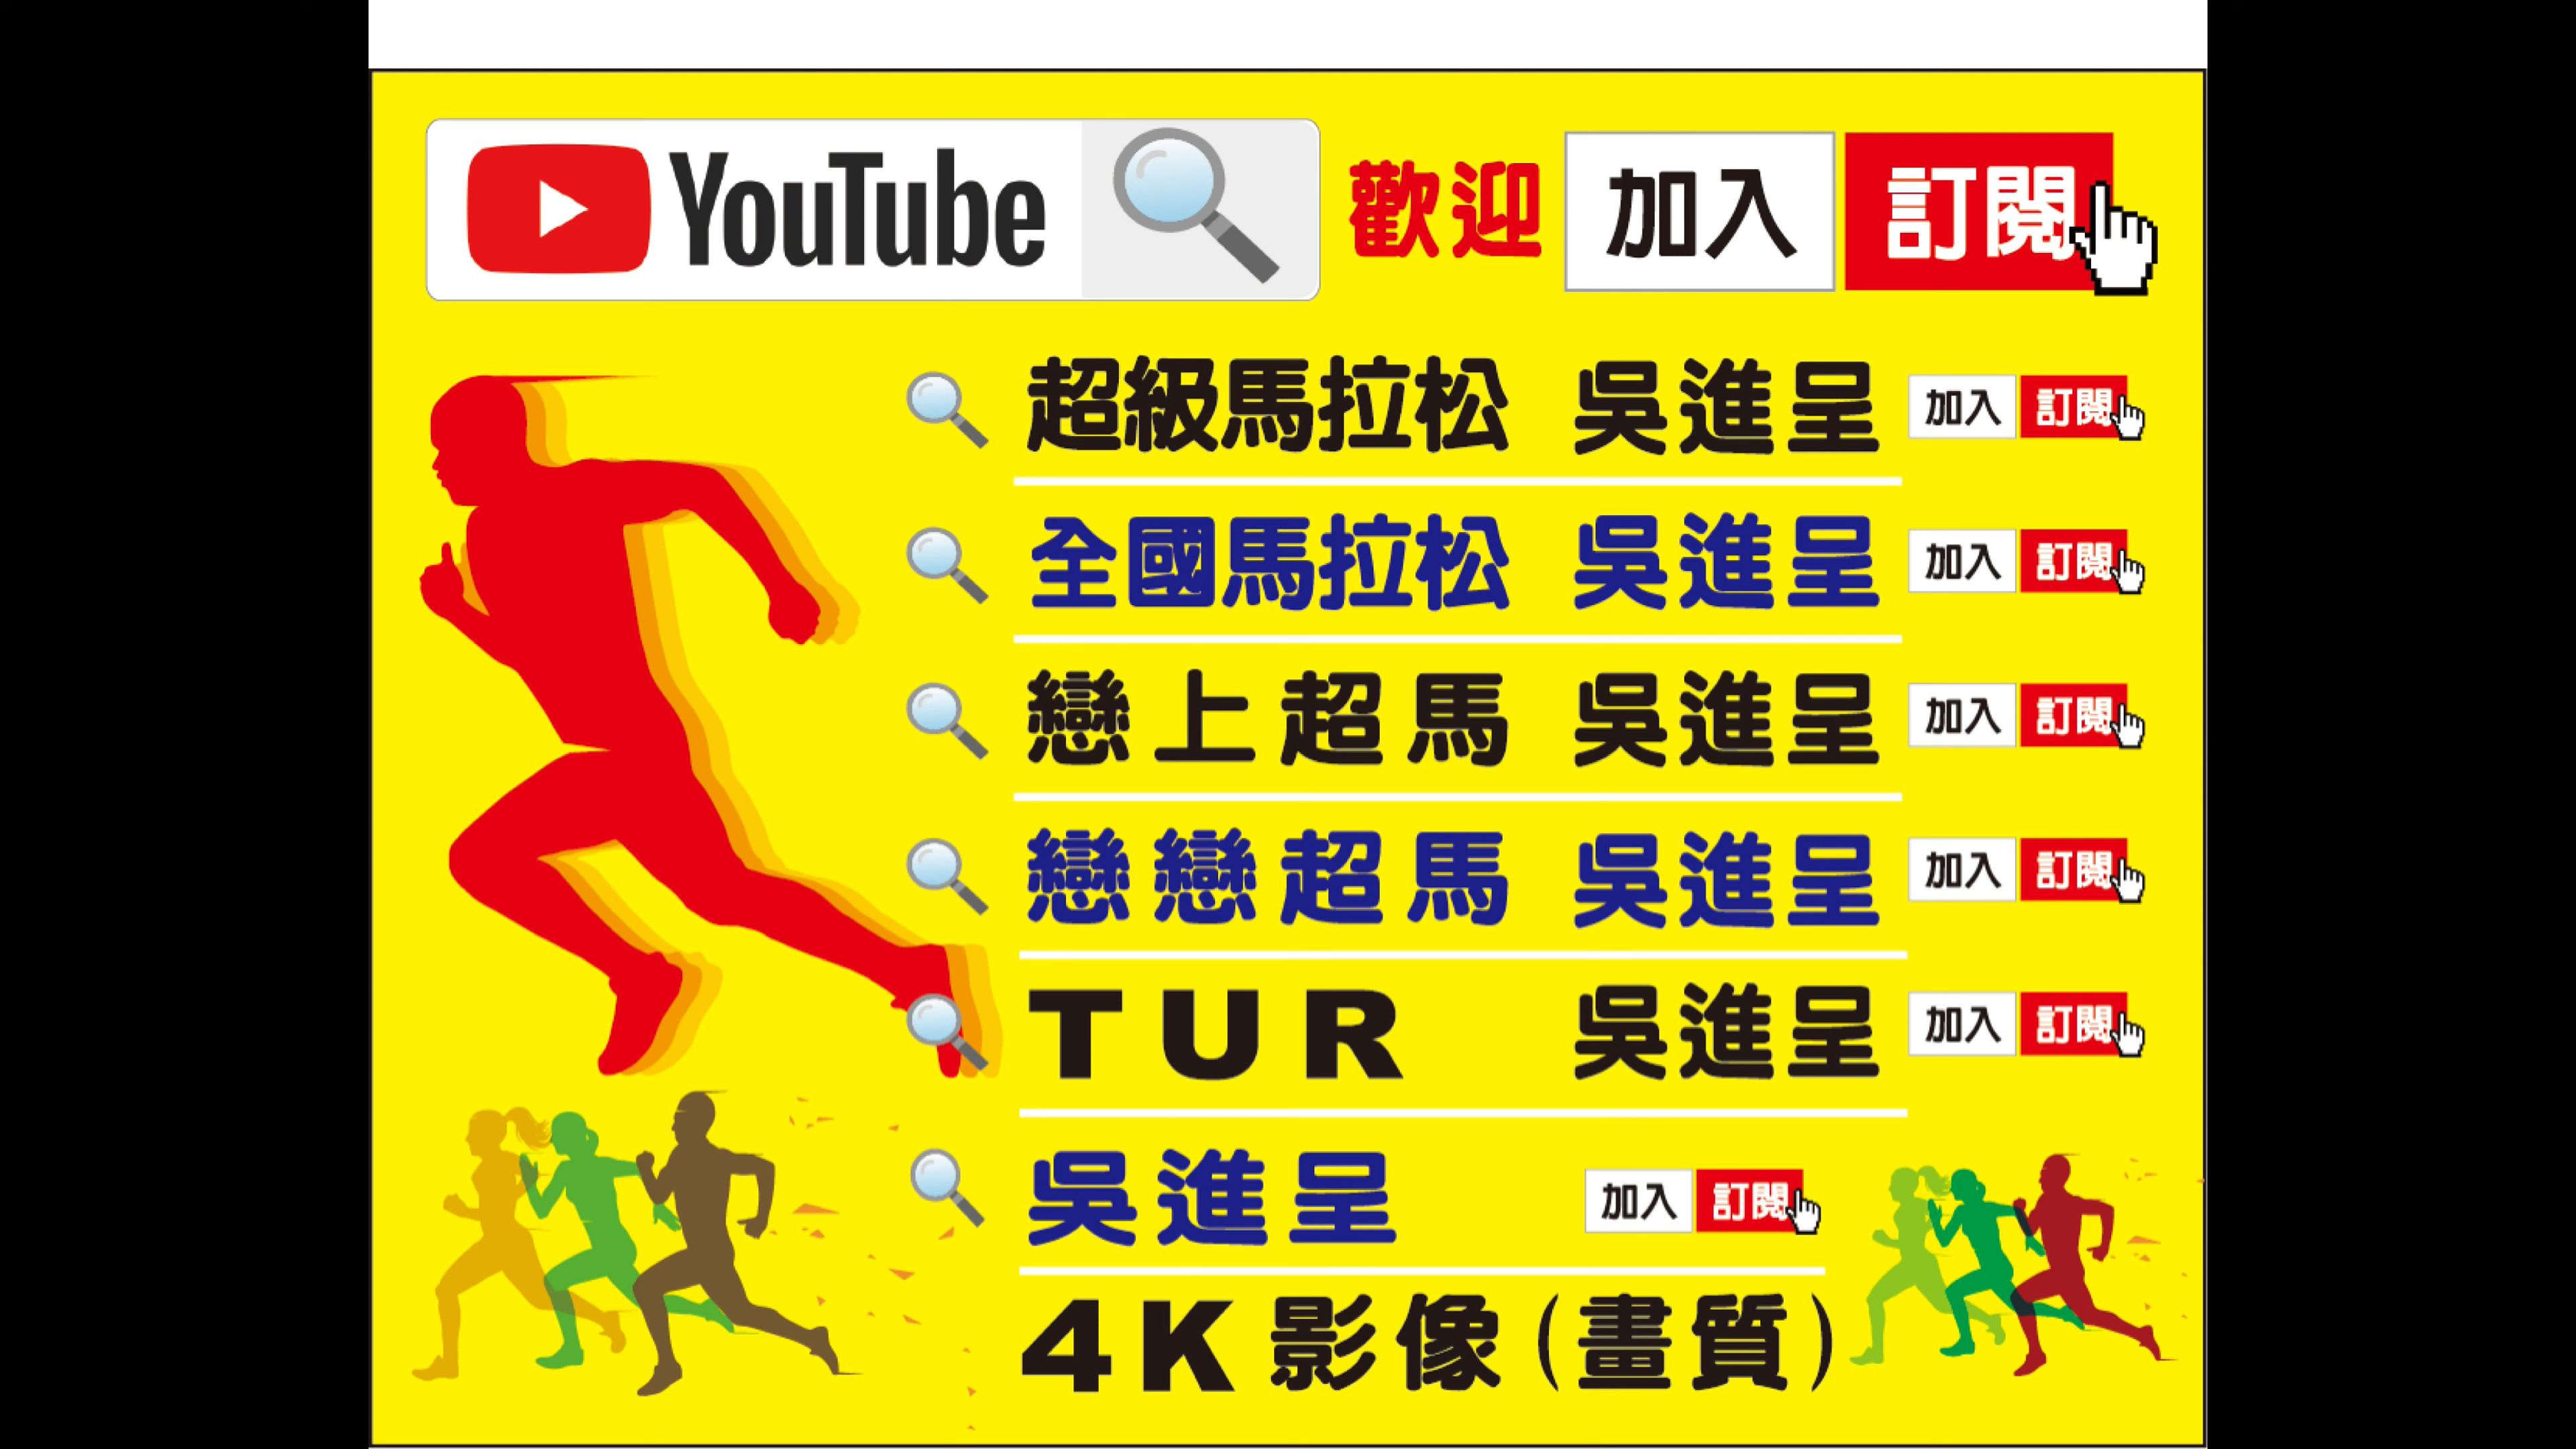 YouTube 歡迎 加入 訂閱
超級馬拉松 吳進呈 加入 訂閱
全國馬拉松 吳進呈 加入 訂閱
戀上超馬 吳進呈 加入 訂閱
戀戀超馬 吳進呈 加入 訂閱
TUR 吳進呈 加入 訂閱
吳進呈 加入 訂閱
4K影像(畫質)